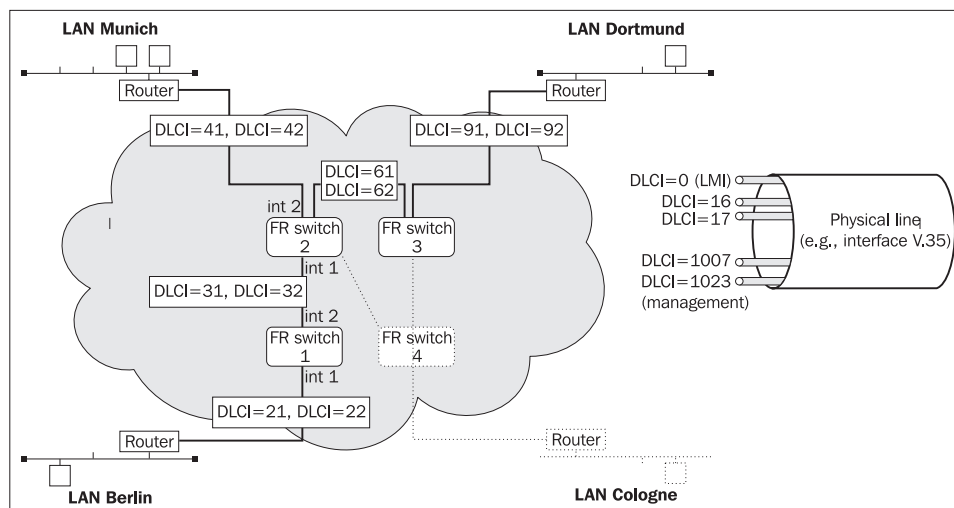 LAN Munich
LAN Dortmund
Router
Router
DLCI=41, DLCI=42
DLCI=91, DLCI=92
DLCI=61
DLCI=62
DLCI=0 (LMI)
DLCI=16
DLCI=17
Physical line
(e.g., interface V.35)
int 2
FR switch
2
FR switch
3
int 1
DLCI=1007
DLCI=1023
(management)
DLCI=31, DLCI=32
int 2
FR switch
1
FR switch
4
int 1
DLCI=21, DLCI=22
Router
Router
LAN Berlin
LAN Cologne